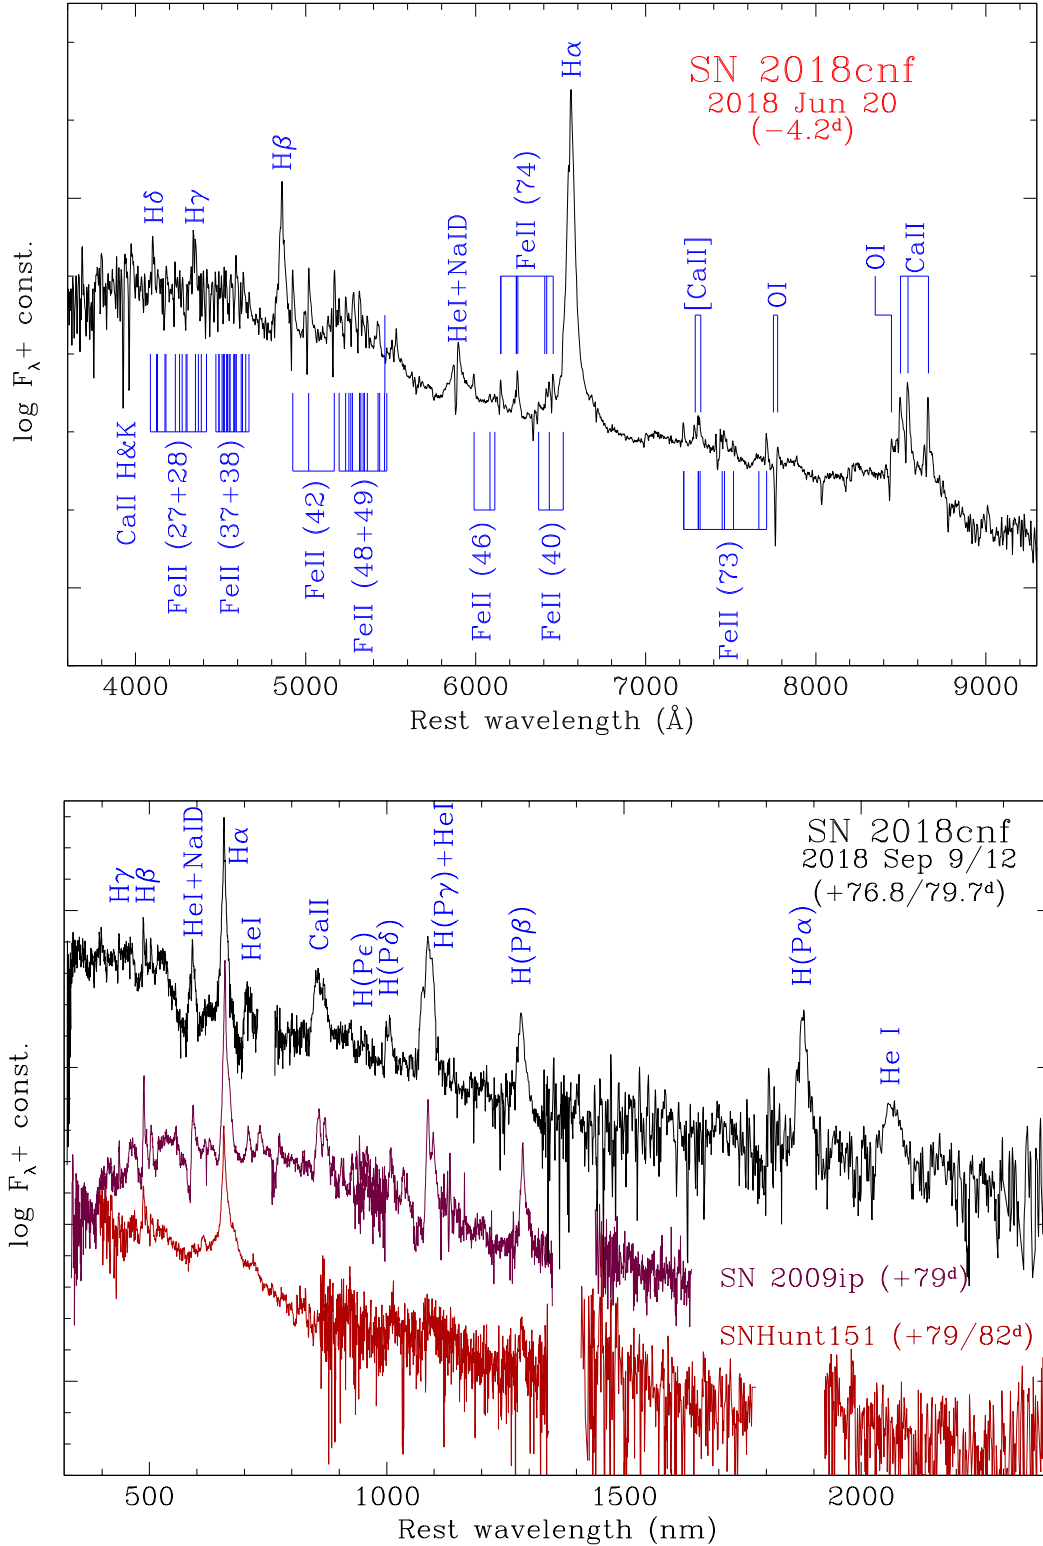 SN 2018cnf
2018 Jun 20
(−4.2ᵈ)
Hα
Hβ
Hδ
Hγ
HeI+NaID
FeII (74)
[CaII]
OI
OI
CaII
CaII H&K
FeII (27+28)
FeII (37+38)
FeII (42)
FeII (48+49)
FeII (46)
FeII (40)
FeII (73)
log F_λ+ const.
4000 5000 6000 7000 8000 9000
Rest wavelength (Å)
SN 2018cnf
2018 Sep 9/12
(+76.8/79.7ᵈ)
Hγ
Hβ
HeI+NaID
Hα
HeI
CaII
H(Pϵ)
H(Pδ)
H(Pγ)+HeI
H(Pβ)
H(Pα)
He I
SN 2009ip (+79ᵈ)
SNHunt151 (+79/82ᵈ)
log F_λ+ const.
500 1000 1500 2000
Rest wavelength (nm)